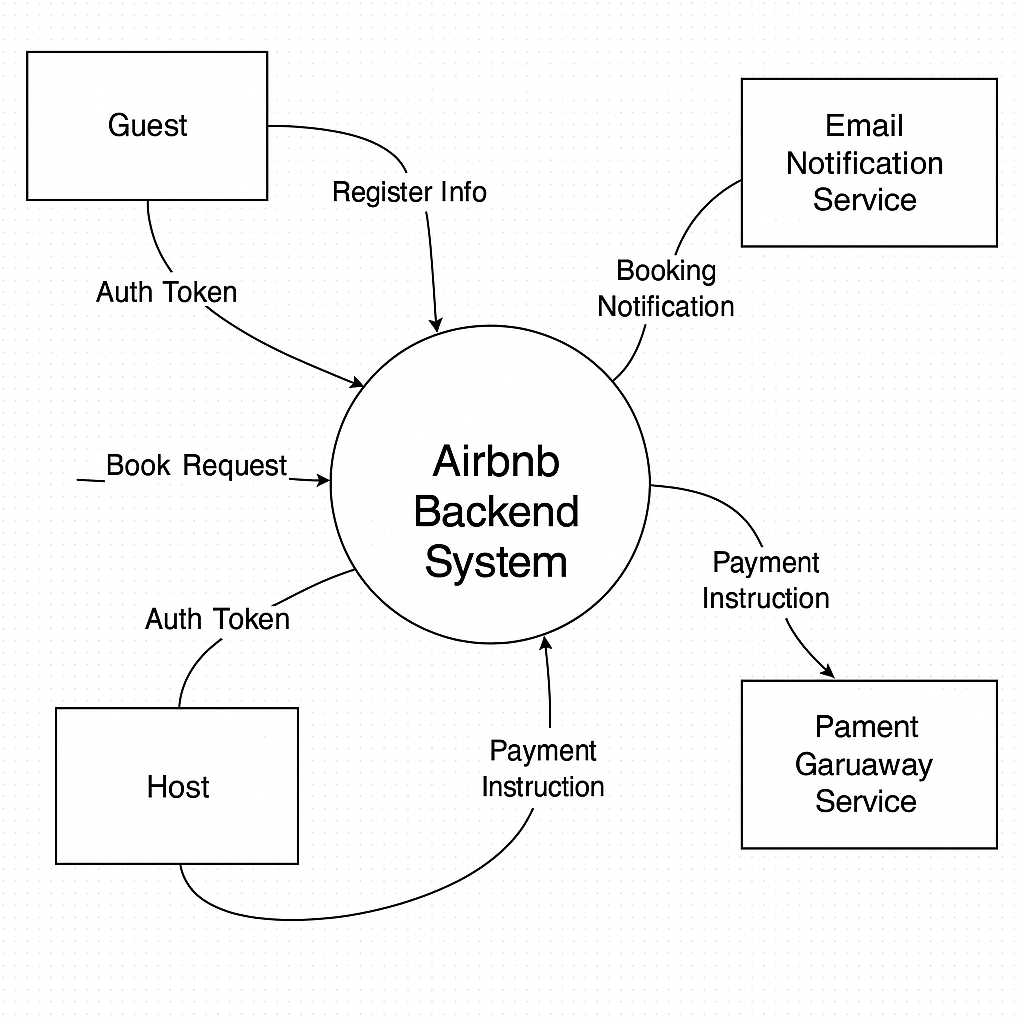 Guest
Register Info
Auth Token
Email
Notification
Service
Booking
Notification
Book Request
Airbnb
Backend
System
Auth Token
Payment
Instruction
Host
Payment
Instruction
Pament
Garuaway
Service